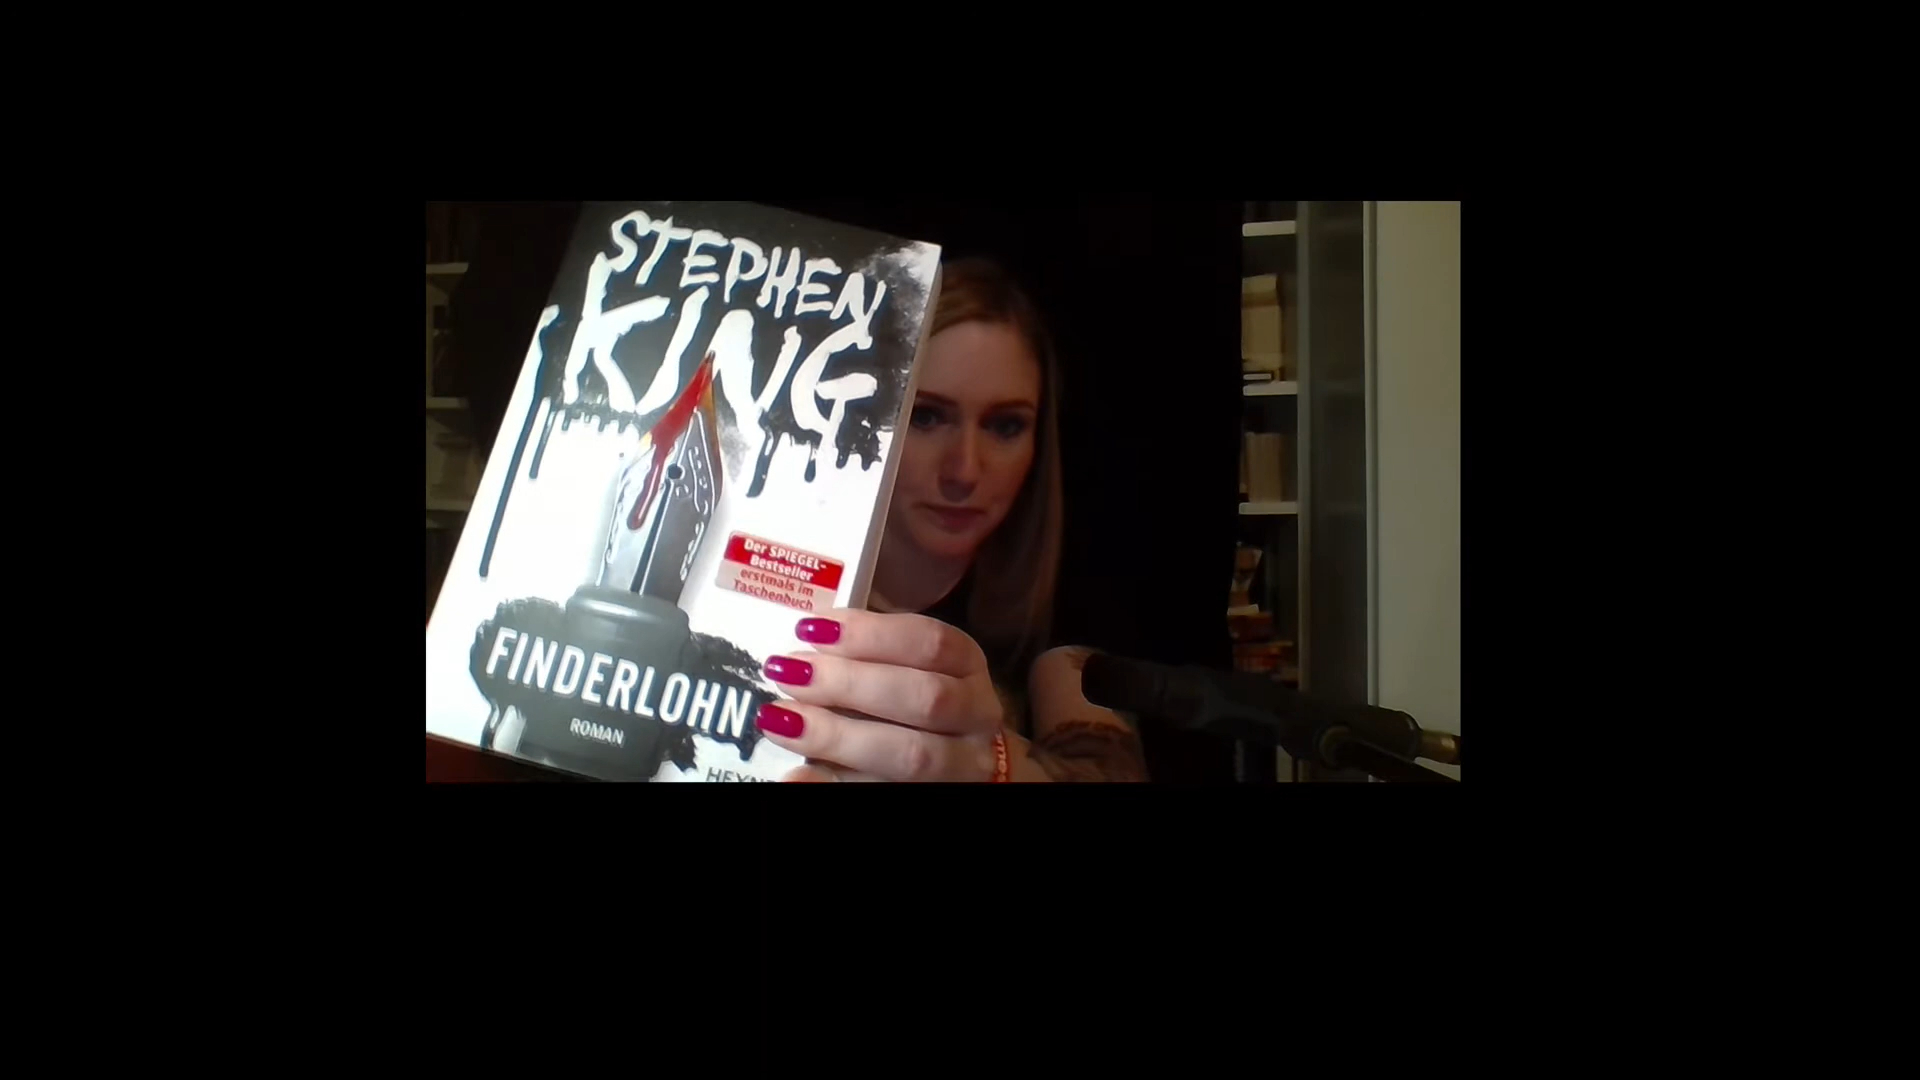 STEPHEN
KING
Der SPIEGEL-
Bestseller
erstmals im
Taschenbuch
FINDERLOHN
ROMAN